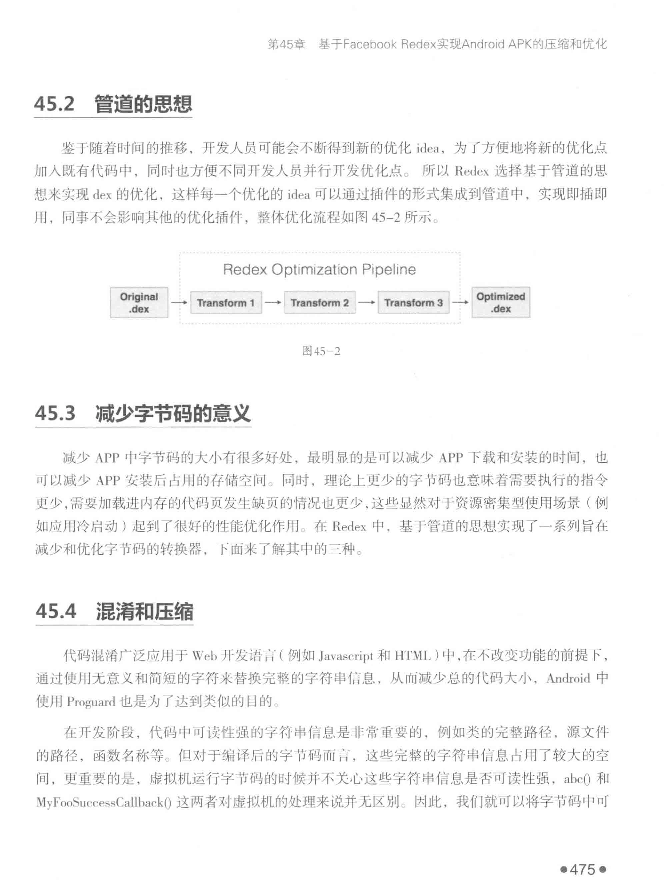 第45章 基于Facebook Redex实现Android APK的压缩和优化
45.2 管道的思想
鉴于随着时间的推移，开发人员可能会不断得到新的优化 idea，为了方便地将新的优化点
加入既有代码中，同时也方便不同开发人员并行开发优化点。 所以 Redex 选择基于管道的思
想来实现 dex 的优化，这样每一个优化的 idea 可以通过插件的形式集成到管道中，实现即插即
用，同事不会影响其他的优化插件，整体优化流程如图 45-2 所示。
Redex Optimization Pipeline
Original
.dex
Transform 1
Transform 2
Transform 3
Optimized
.dex
图45-2
45.3 减少字节码的意义
减少 APP 中字节码的大小有很多好处，最明显的是可以减少 APP 下载和安装的时间，也
可以减少 APP 安装后占用的存储空间。同时，理论上更少的字节码也意味着需要执行的指令
更少,需要加载进内存的代码页发生缺页的情况也更少,这些显然对于资源密集型使用场景（例
如应用冷启动）起到了很好的性能优化作用。在 Redex 中，基于管道的思想实现了一系列旨在
减少和优化字节码的转换器，下面来了解其中的三种。
45.4 混淆和压缩
代码混淆广泛应用于 Web 开发语言（例如 Javascript 和 HTML）中,在不改变功能的前提下，
通过使用无意义和简短的字符来替换完整的字符串信息，从而减少总的代码大小，Android 中
使用 Proguard 也是为了达到类似的目的。
在开发阶段，代码中可读性强的字符串信息是非常重要的，例如类的完整路径，源文件
的路径，函数名称等。但对于编译后的字节码而言，这些完整的字符串信息占用了较大的空
间，更重要的是，虚拟机运行字节码的时候并不关心这些字符串信息是否可读性强，abc() 和
MyFooSuccessCallback() 这两者对虚拟机的处理来说并无区别。因此，我们就可以将字节码中可
●475●